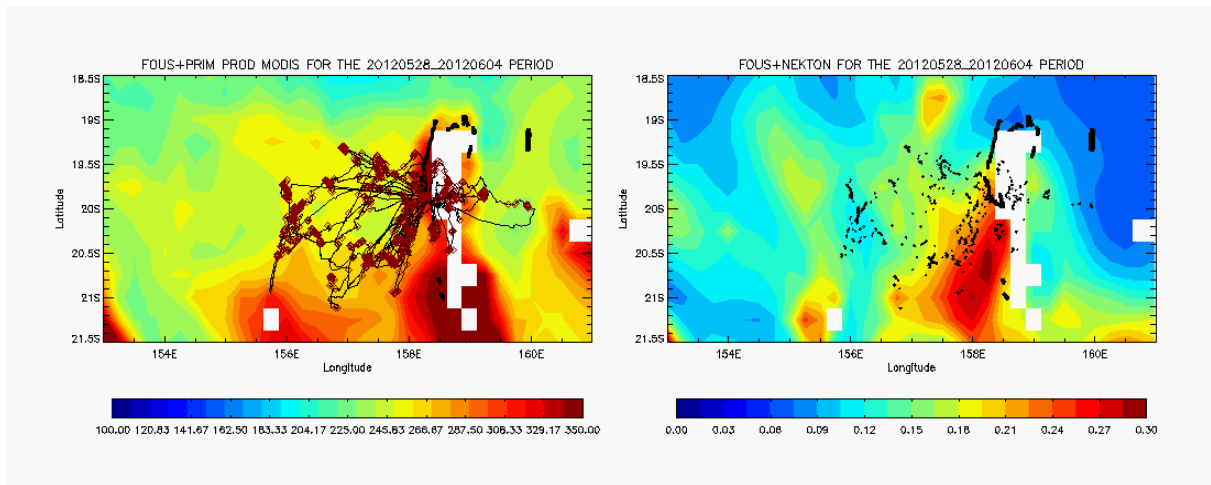 FOUS+PRIM PROD MODIS FOR THE 20120528_20120604 PERIOD
18.5S
19S
19.5S
20S
20.5S
21S
21.5S
Latitude
154E 156E 158E 160E
Longitude
100.00 120.83 141.67 162.50 183.33 204.17 225.00 245.83 266.67 287.50 308.33 329.17 350.00
FOUS+NEKTON FOR THE 20120528_20120604 PERIOD
18.5S
19S
19.5S
20S
20.5S
21S
21.5S
Latitude
154E 156E 158E 160E
Longitude
0.00 0.03 0.06 0.09 0.12 0.15 0.18 0.21 0.24 0.27 0.30